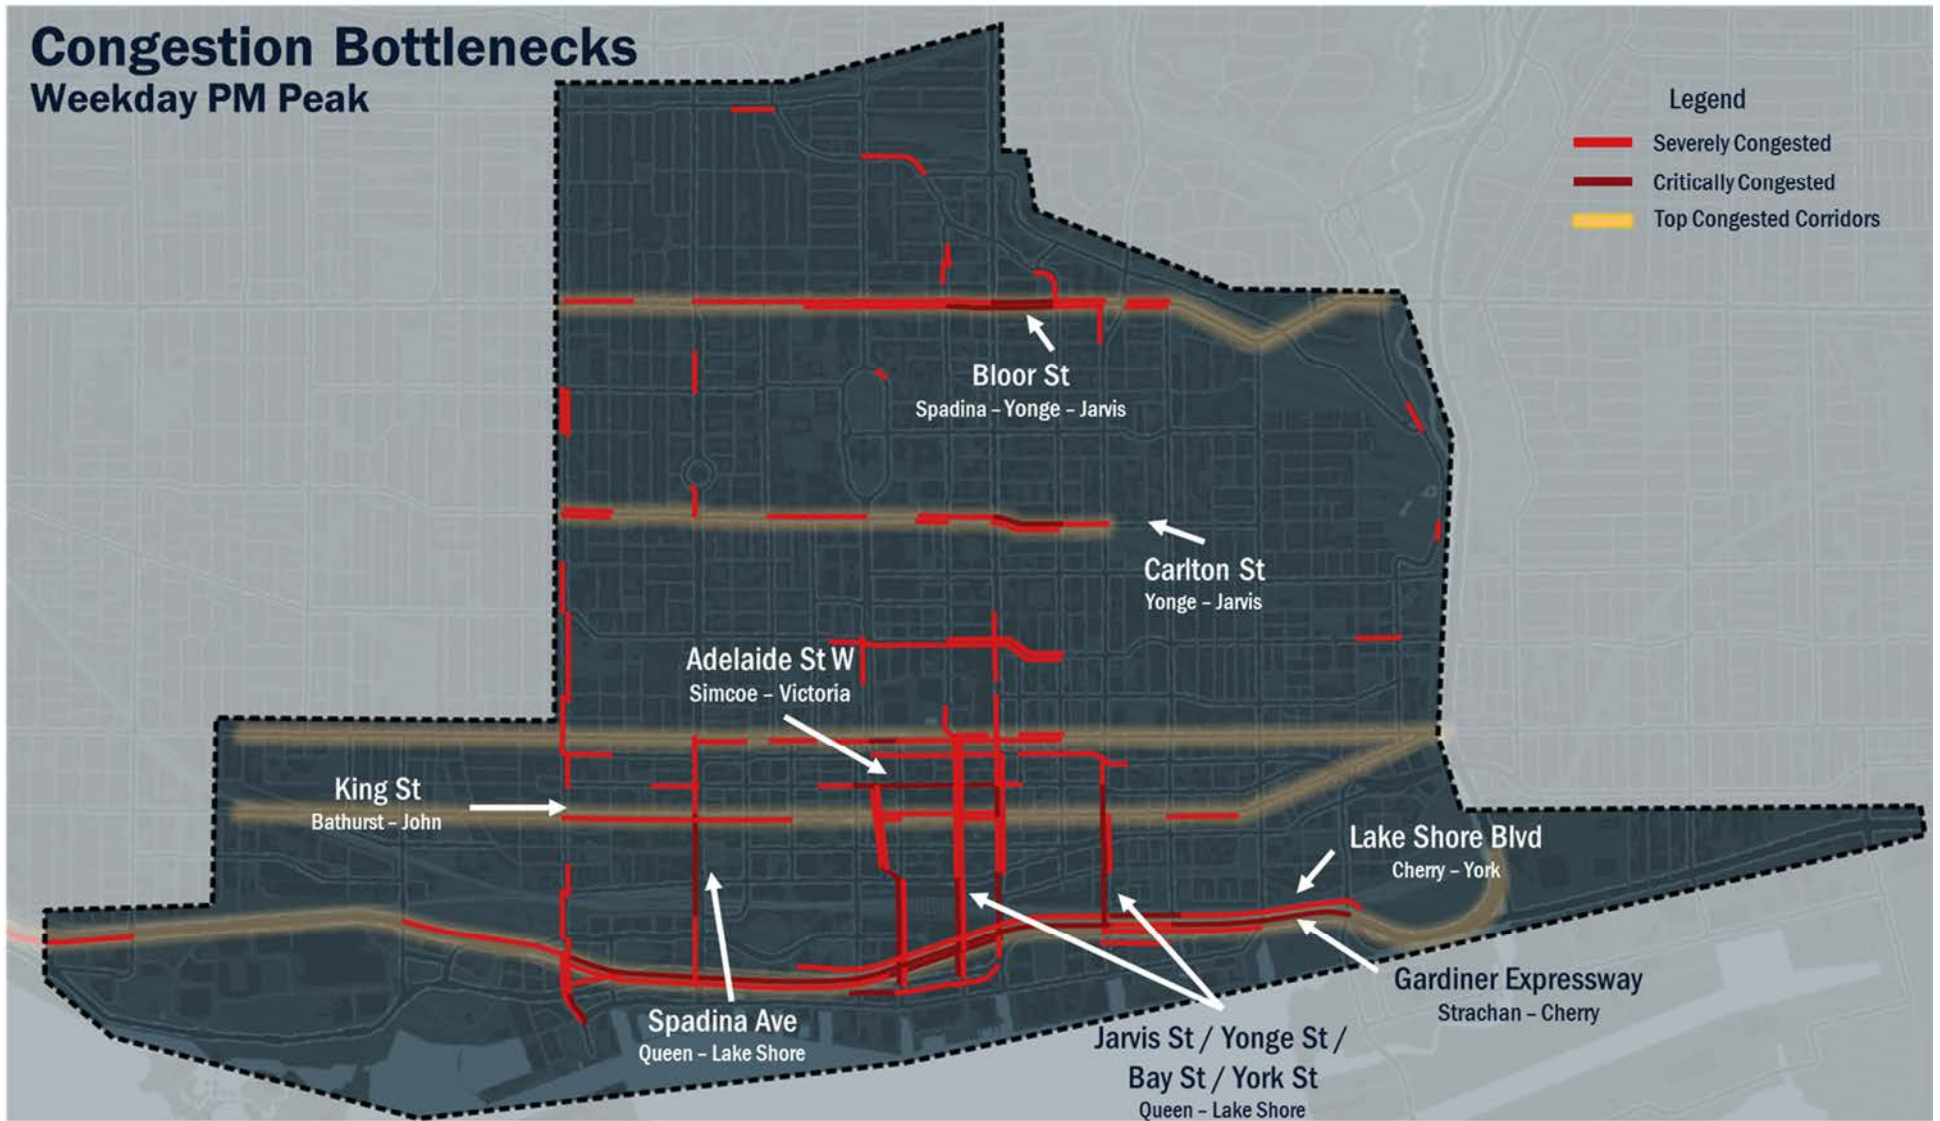 Congestion Bottlenecks
Weekday PM Peak
Legend
Severely Congested
Critically Congested
Top Congested Corridors
Bloor St
Spadina – Yonge – Jarvis
Carlton St
Yonge – Jarvis
Adelaide St W
Simcoe – Victoria
King St
Bathurst – John
Lake Shore Blvd
Cherry – York
Gardiner Expressway
Strachan – Cherry
Spadina Ave
Queen – Lake Shore
Jarvis St / Yonge St /
Bay St / York St
Queen – Lake Shore